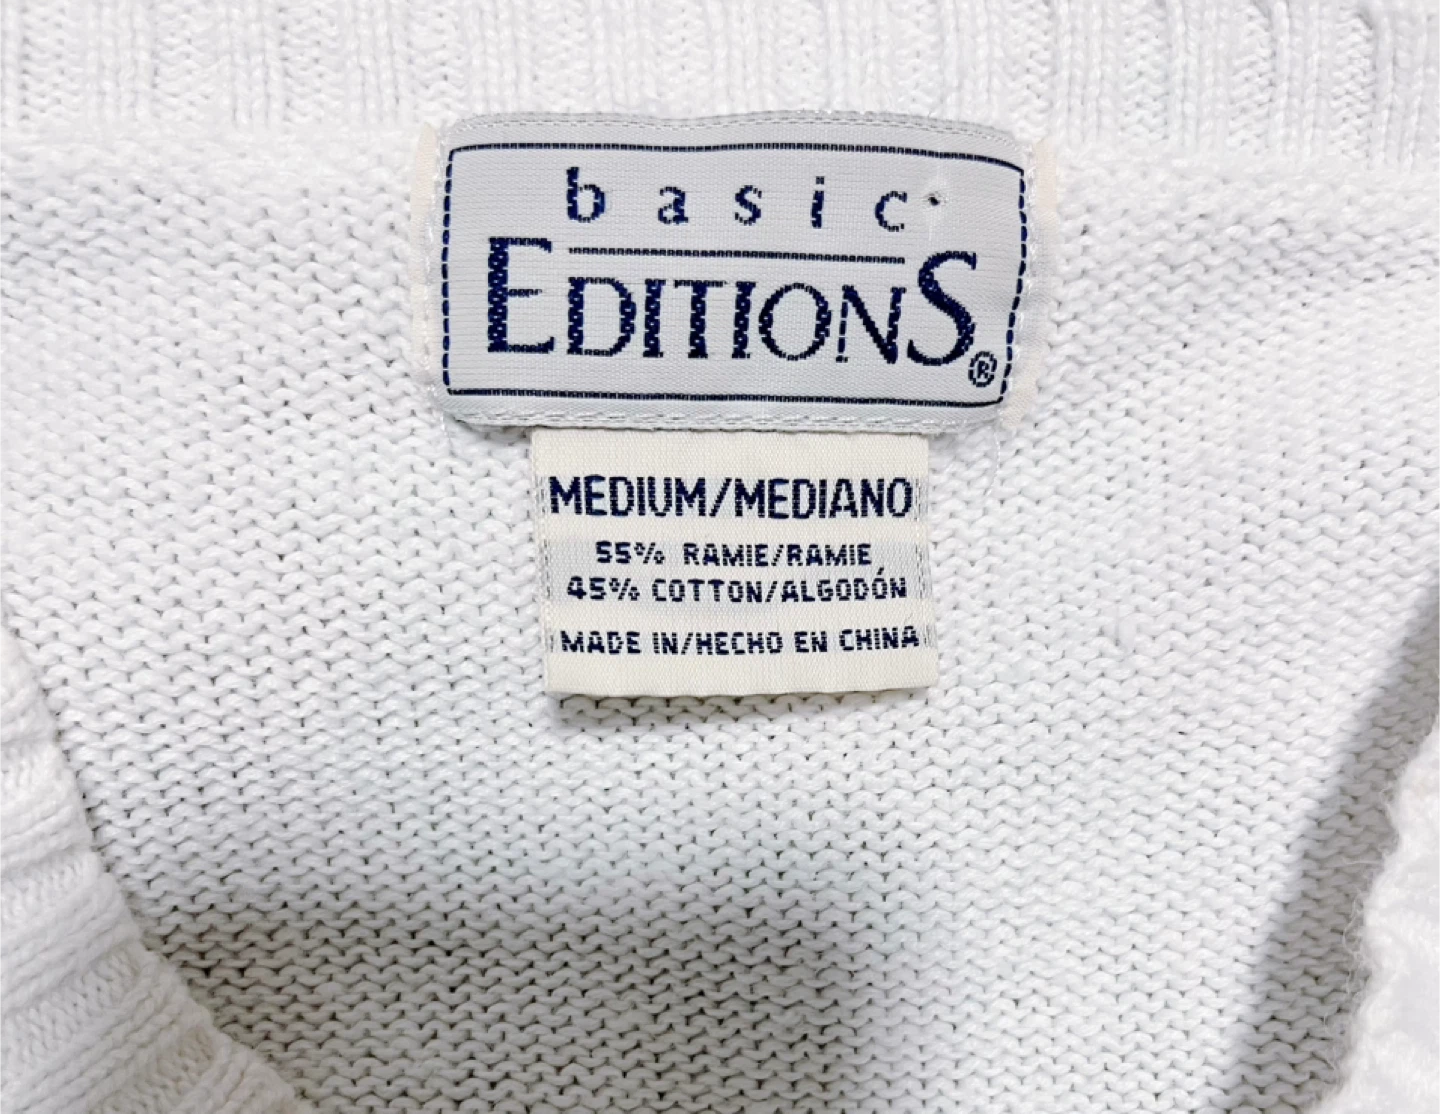 basic
EDITIONS®
MEDIUM/MEDIANO
55% RAMIE/RAMIE
45% COTTON/ALGODÓN
MADE IN/HECHO EN CHINA